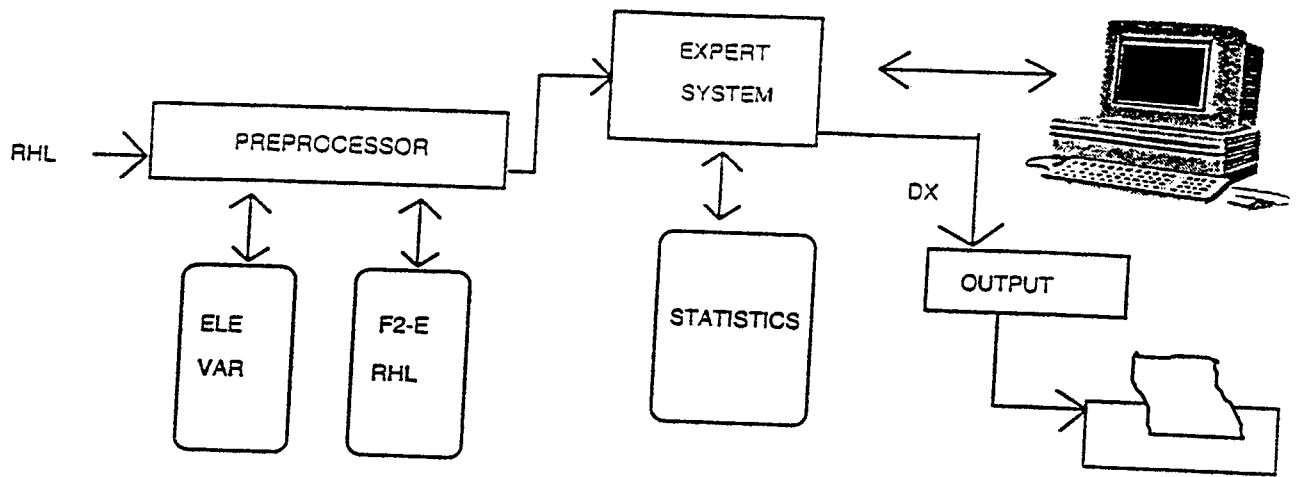 EXPERT
SYSTEM
RHL
PREPROCESSOR
DX
ELE
VAR
F2-E
RHL
STATISTICS
OUTPUT